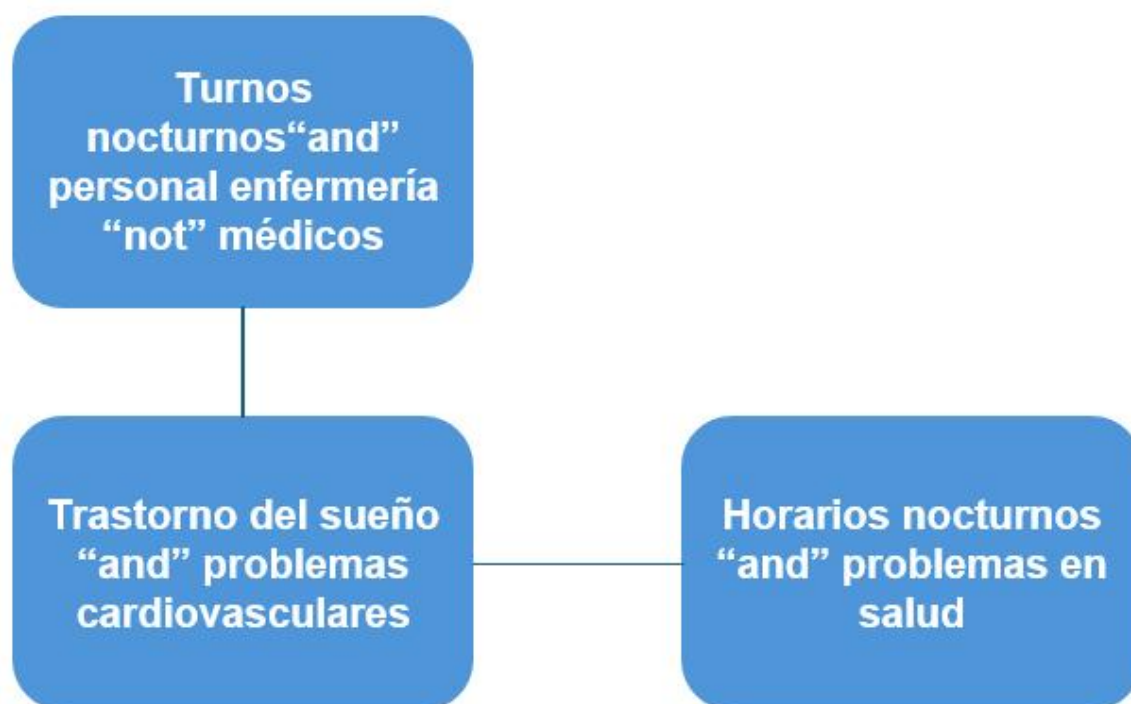 Turnos
nocturnos“and”
personal enfermería
“not” médicos
Trastorno del sueño
“and” problemas
cardiovasculares
Horarios nocturnos
“and” problemas en
salud